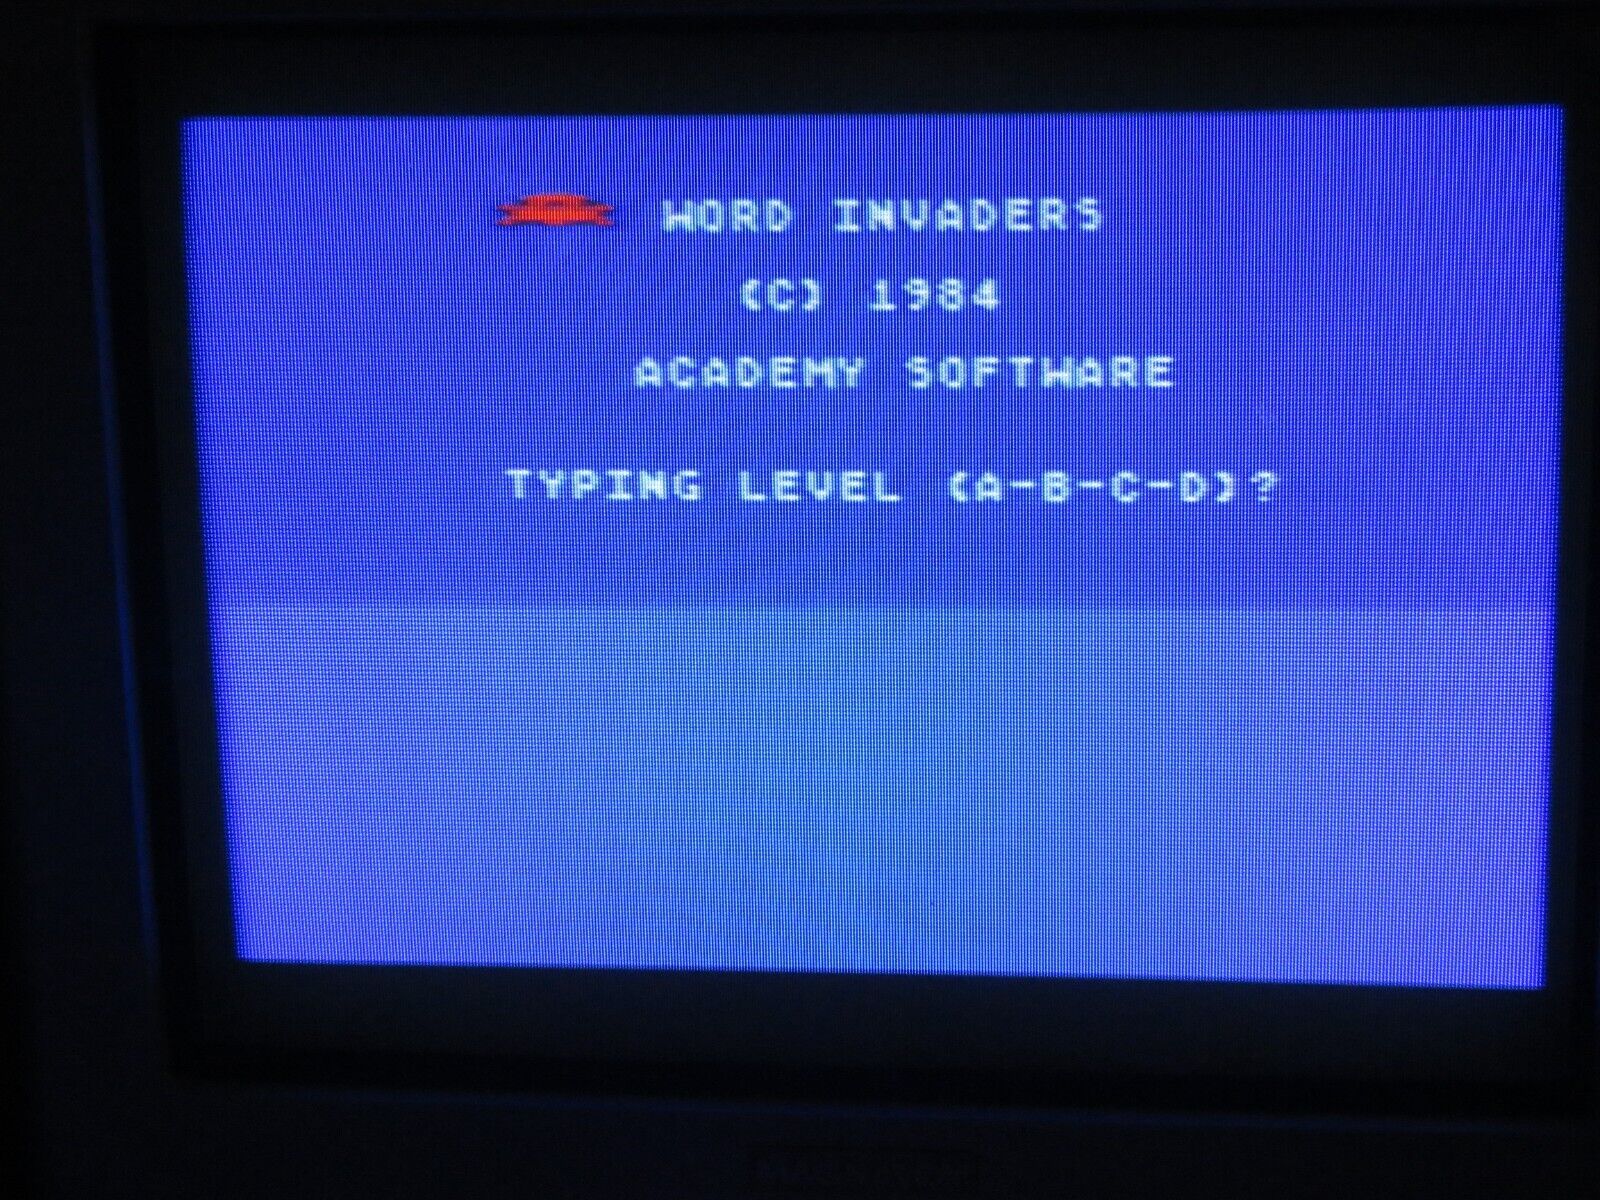 WORD INVADERS
(C) 1984
ACADEMY SOFTWARE
TYPING LEVEL (A-B-C-D)?